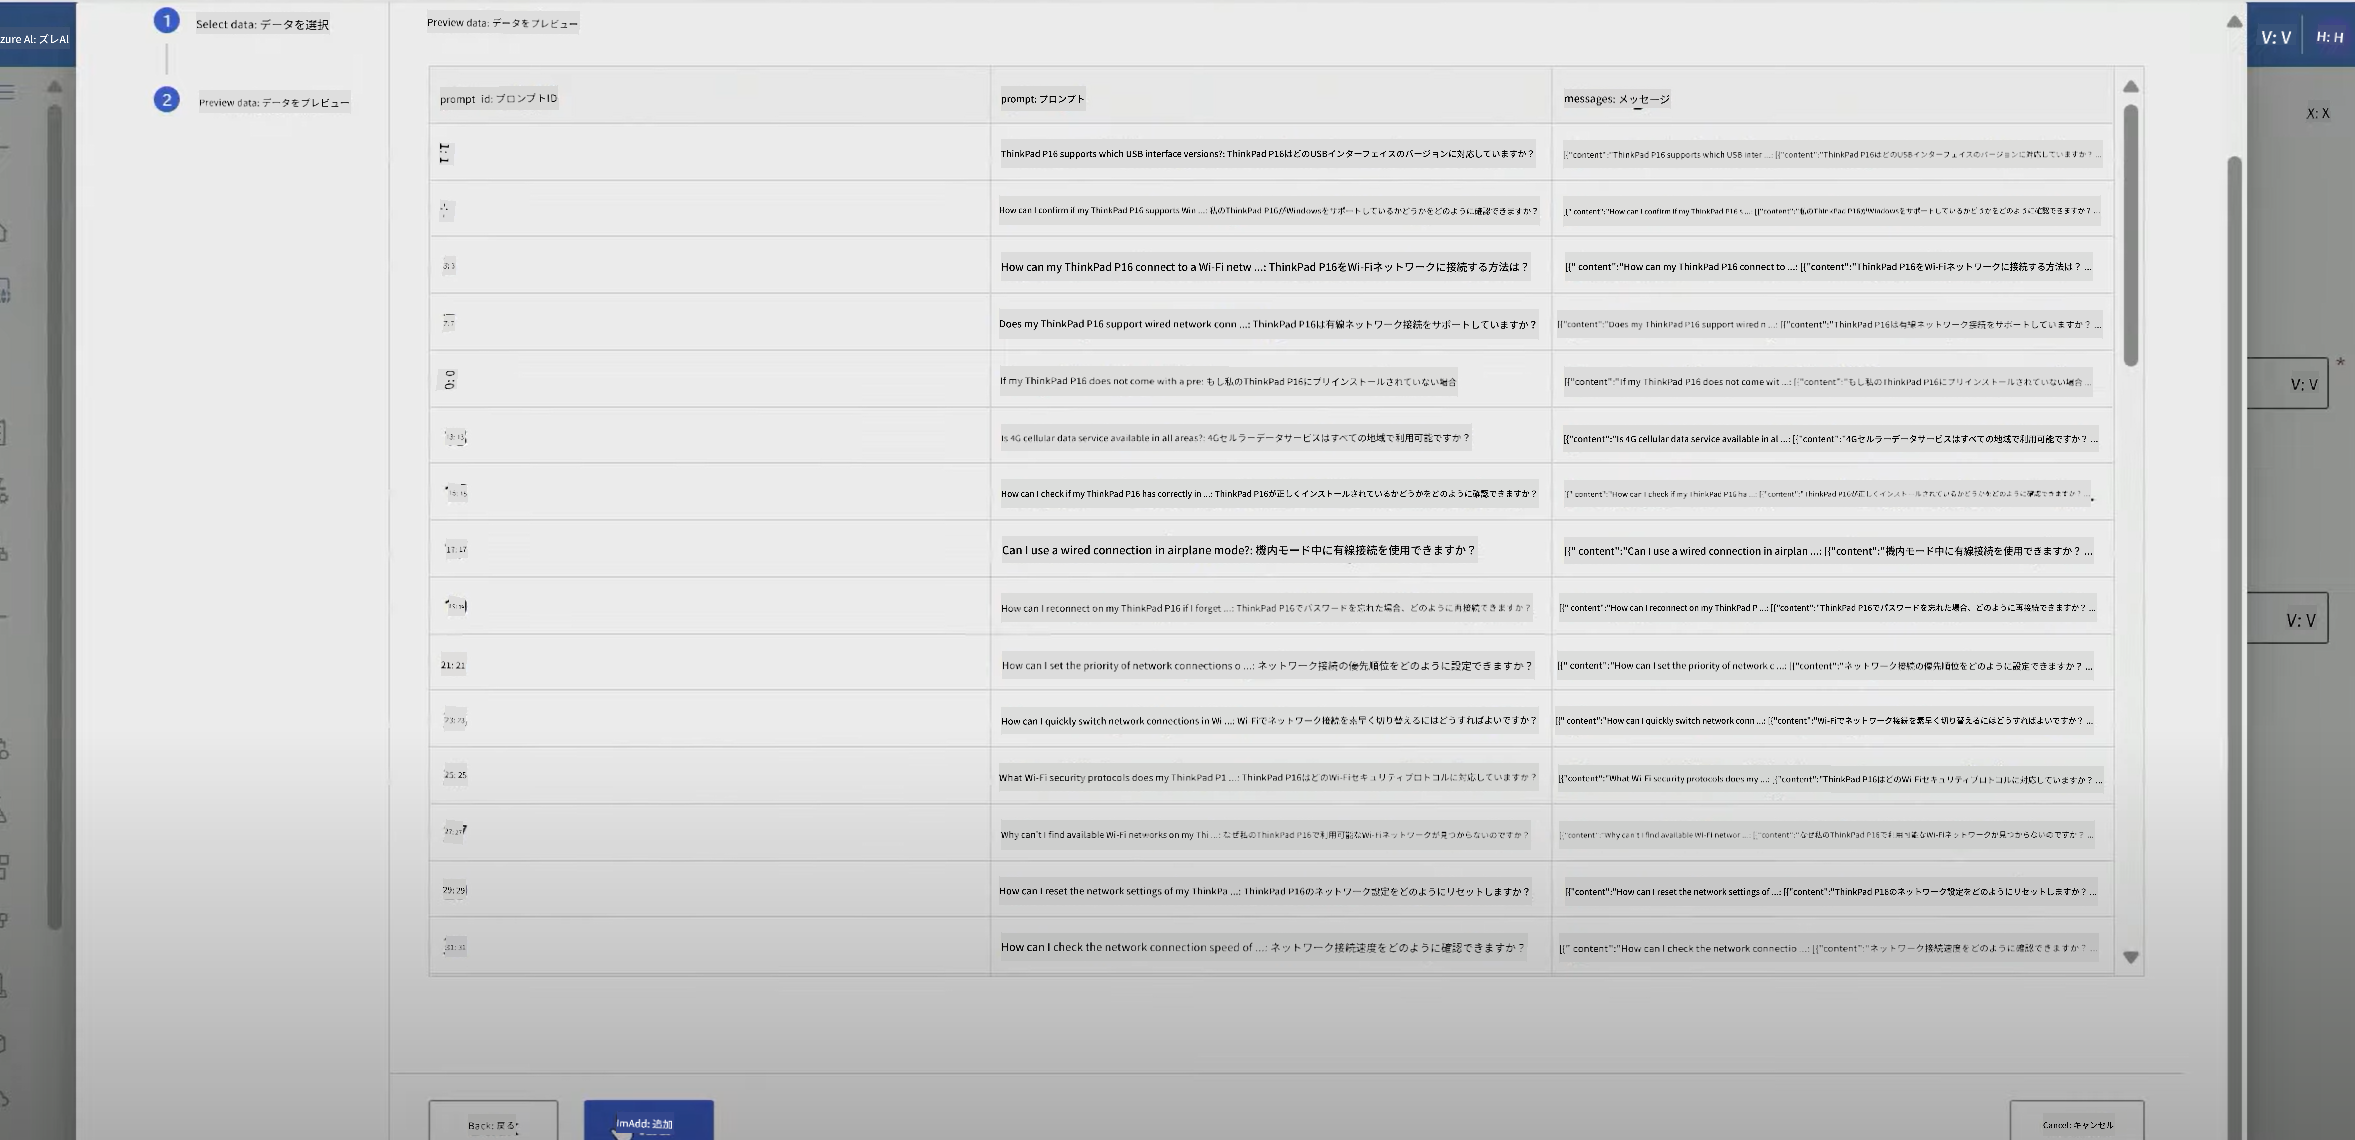 zure AI: ズレAI
V: V
H: H
X: X
V: V
V: V
1 Select data: データを選択
2 Preview data: データをプレビュー
Preview data: データをプレビュー
prompt id: プロンプトID
prompt: プロンプト
messages: メッセージ
1: 1
ThinkPad P16 supports which USB interface versions?: ThinkPad P16はどのUSBインターフェイスのバージョンに対応していますか？
[{"content":"ThinkPad P16 supports which USB inter ...: [{"content":"ThinkPad P16はどのUSBインターフェイスのバージョンに対応していますか？ ...
How can I confirm if my ThinkPad P16 supports Win ...: 私のThinkPad P16がWindowsをサポートしているかどうかをどのように確認できますか？
[{" content":"How can I confirm if my ThinkPad P16 s ...: [{"content":"私のThinkPad P16がWindowsをサポートしているかどうかをどのように確認できますか？ ...
3: 3
How can my ThinkPad P16 connect to a Wi-Fi netw ...: ThinkPad P16をWi-Fiネットワークに接続する方法は？
[{" content":"How can my ThinkPad P16 connect to ...: [{"content":"ThinkPad P16をWi-Fiネットワークに接続する方法は？ ...
7: 7
Does my ThinkPad P16 support wired network conn ...: ThinkPad P16は有線ネットワーク接続をサポートしていますか？
[{"content":"Does my ThinkPad P16 support wired n ...: [{"content":"ThinkPad P16は有線ネットワーク接続をサポートしていますか？ ...
0: 0
If my ThinkPad P16 does not come with a pre: もし私のThinkPad P16にプリインストールされていない場合
[{"content":"If my ThinkPad P16 does not come wit ...: [{"content":"もし私のThinkPad P16にプリインストールされていない場合 ...
13: 13
Is 4G cellular data service available in all areas?: 4Gセルラーデータサービスはすべての地域で利用可能ですか？
[{"content":"Is 4G cellular data service available in al ...: [{"content":"4Gセルラーデータサービスはすべての地域で利用可能ですか？ ...
15: 15
How can I check if my ThinkPad P16 has correctly in ...: ThinkPad P16が正しくインストールされているかどうかをどのように確認できますか？
[{" content":"How can I check if my ThinkPad P16 ha ...: [{"content":"ThinkPad P16が正しくインストールされているかどうかをどのように確認できますか？ ...
17: 17
Can I use a wired connection in airplane mode?: 機内モード中に有線接続を使用できますか？
[{" content":"Can I use a wired connection in airplan ...: [{"content":"機内モード中に有線接続を使用できますか？ ...
How can I reconnect on my ThinkPad P16 if I forget ...: ThinkPad P16でパスワードを忘れた場合、どのように再接続できますか？
[{" content":"How can I reconnect on my ThinkPad P ...: [{"content":"ThinkPad P16でパスワードを忘れた場合、どのように再接続できますか？ ...
21: 21
How can I set the priority of network connections o ...: ネットワーク接続の優先順位をどのように設定できますか？
[{" content":"How can I set the priority of network c ...: [{"content":"ネットワーク接続の優先順位をどのように設定できますか？ ...
23: 23
How can I quickly switch network connections in Wi ...: Wi-Fiでネットワーク接続を素早く切り替えるにはどうすればよいですか？
[{" content":"How can I quickly switch network conn ...: [{"content":"Wi-Fiでネットワーク接続を素早く切り替えるにはどうすればよいですか？ ...
25: 25
What Wi-Fi security protocols does my ThinkPad P1 ...: ThinkPad P16はどのWi-Fiセキュリティプロトコルに対応していますか？
[{"content":"What Wi-Fi security protocols does my ...: [{"content":"ThinkPad P16はどのWi-Fiセキュリティプロトコルに対応していますか？ ...
27: 27
Why can't I find available Wi-Fi networks on my Thi ...: なぜ私のThinkPad P16で利用可能なWi-Fiネットワークが見つからないのですか？
[{"content":"Why can't I find available Wi-Fi networ ...: [{"content":"なぜ私のThinkPad P16で利用可能なWi-Fiネットワークが見つからないのですか？ ...
29: 29
How can I reset the network settings of my ThinkPa ...: ThinkPad P16のネットワーク設定をどのようにリセットしますか？
[{"content":"How can I reset the network settings of ...: [{"content":"ThinkPad P16のネットワーク設定をどのようにリセットしますか？ ...
31: 31
How can I check the network connection speed of ...: ネットワーク接続速度をどのように確認できますか？
[{" content":"How can I check the network connectio ...: [{"content":"ネットワーク接続速度をどのように確認できますか？ ...
Back: 戻る
ImAdd: 追加
Cancel: キャンセル